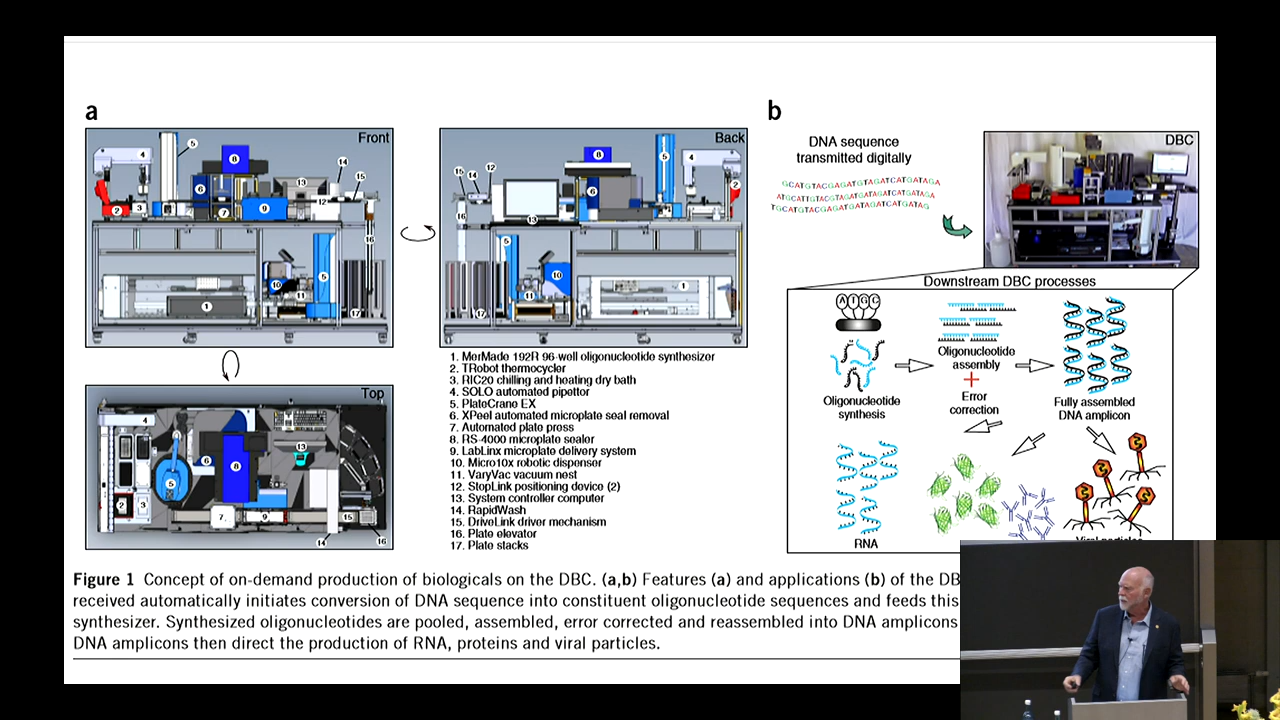 a
Front
Back
Top
1. MerMade 192R 96-well oligonucleotide synthesizer
2. TRobot thermocycler
3. RIC20 chilling and heating dry bath
4. SOLO automated pipettor
5. PlateCrane EX
6. XPeel automated microplate seal removal
7. Automated plate press
8. RS-4000 microplate sealer
9. LabLinx microplate delivery system
10. Micro10x robotic dispenser
11. VaryVac vacuum nest
12. StopLink positioning device (2)
13. System controller computer
14. RapidWash
15. DriveLink driver mechanism
16. Plate elevator
17. Plate stacks
b
DNA sequence
transmitted digitally
GCATGTACGAGATGTAGATCATGATAGA
ATGCATTGTACGTAGATGATAGATCATGATAGA
TGCATGTACGAGATGATAGATCATGATAG
DBC
Downstream DBC processes
A T G C
Oligonucleotide
synthesis
Oligonucleotide
assembly
+
Error
correction
Fully assembled
DNA amplicon
RNA
Figure 1 Concept of on-demand production of biologicals on the DBC. (a,b) Features (a) and applications (b) of the DB
received automatically initiates conversion of DNA sequence into constituent oligonucleotide sequences and feeds this
synthesizer. Synthesized oligonucleotides are pooled, assembled, error corrected and reassembled into DNA amplicons
DNA amplicons then direct the production of RNA, proteins and viral particles.